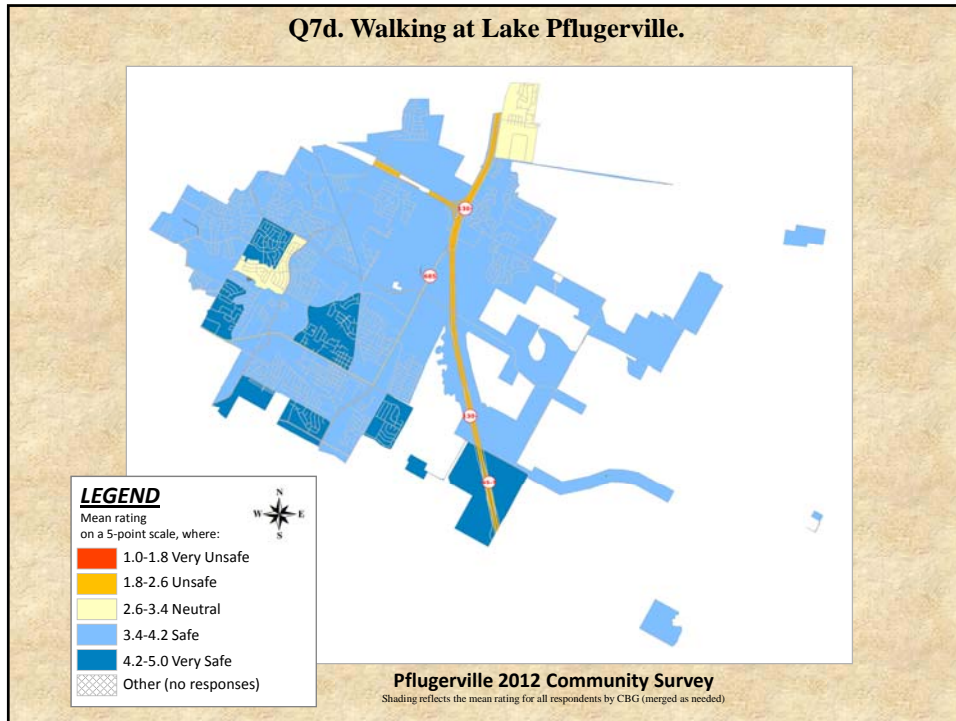 Q7d. Walking at Lake Pflugerville.
130
685
130
LEGEND
Mean rating
on a 5-point scale, where:
N
W E
S
1.0-1.8 Very Unsafe
1.8-2.6 Unsafe
2.6-3.4 Neutral
3.4-4.2 Safe
4.2-5.0 Very Safe
Other (no responses)
Pflugerville 2012 Community Survey
Shading reflects the mean rating for all respondents by CBG (merged as needed)